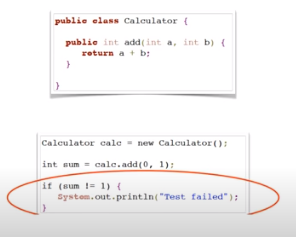 public class Calculator {
public int add(int a, int b) {
return a + b;
}
}
Calculator calc = new Calculator();
int sum = calc.add(0, 1);
if (sum != 1) {
System.out.println("Test failed");
}